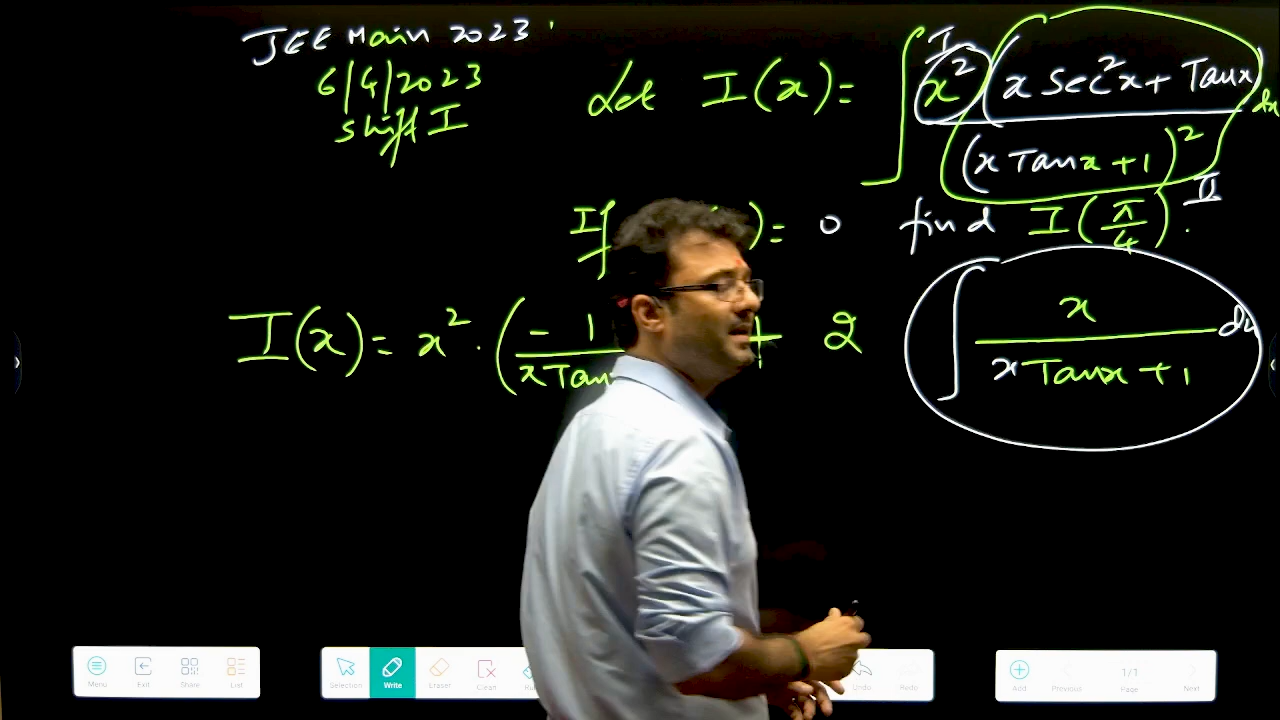 JEE Main 2023
6/4/2023
shift I
Let I(x) = ∫ x² (x Sec²x + Tanx) / (x Tanx + 1)² dx
I
II
If )= 0 find I(π/4).
I(x) = x² · (- 1 / xTan + 2 ∫ x / (x Tanx + 1) dx
Menu Exit Share List Selection Write Eraser Clean Undo Redo Add Previous 1/1 Page Next